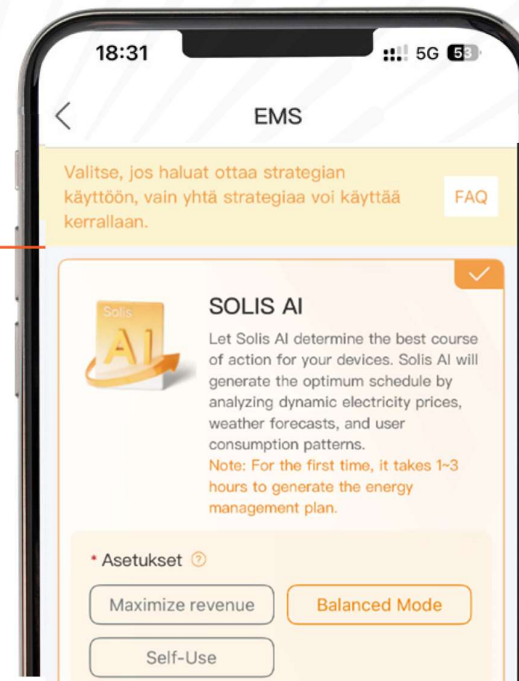 18:31 5G 53
EMS
Valitse, jos haluat ottaa strategian
käyttöön, vain yhtä strategiaa voi käyttää
kerrallaan.
FAQ
Solis
AI
SOLIS AI
Let Solis AI determine the best course
of action for your devices. Solis AI will
generate the optimum schedule by
analyzing dynamic electricity prices,
weather forecasts, and user
consumption patterns.
Note: For the first time, it takes 1~3
hours to generate the energy
management plan.
* Asetukset ?
Maximize revenue
Balanced Mode
Self-Use